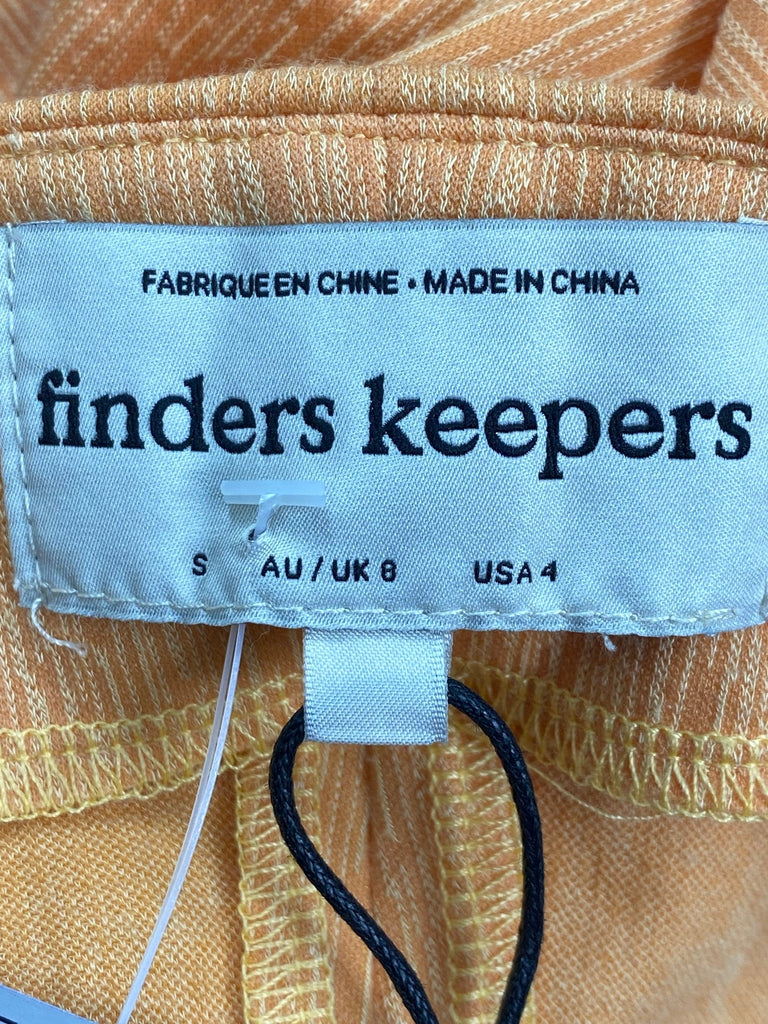 FABRIQUE EN CHINE • MADE IN CHINA
finders keepers
S AU / UK 8 USA 4